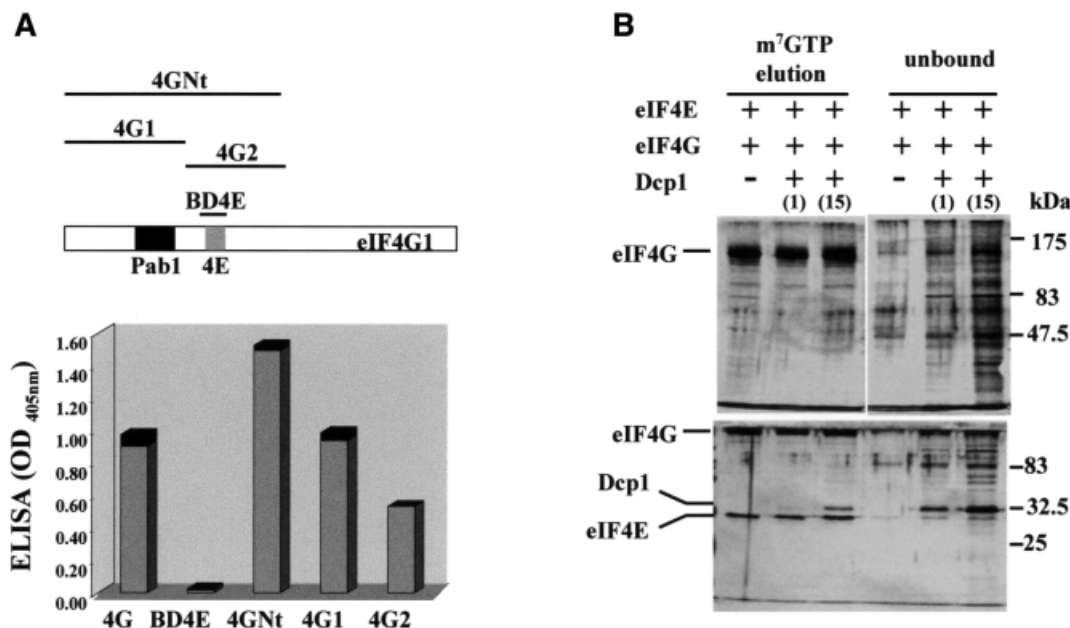 A
4GNt
4G1
4G2
BD4E
eIF4G1
Pab1 4E
ELISA (OD 405nm)
1.60
1.40
1.20
1.00
0.80
0.60
0.40
0.20
0.00
4G BD4E 4GNt 4G1 4G2
B
m7GTP elution
unbound
eIF4E + + + + + +
eIF4G + + + + + +
Dcp1 - + + - + +
(1) (15) (1) (15)
kDa
eIF4G
175
83
47.5
eIF4G
Dcp1
eIF4E
83
32.5
25